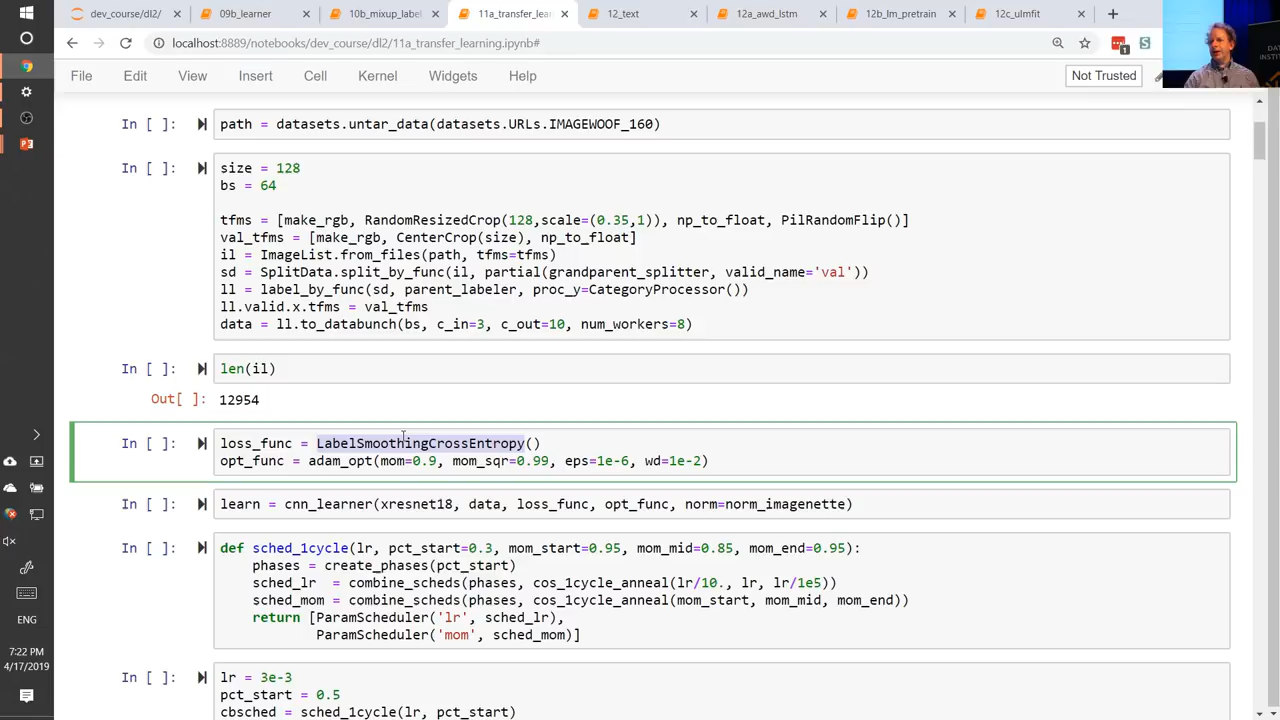 dev_course/dl2/
09b_learner
10b_mixup_label
11a_transfer_lea
12_text
12a_awd_lstm
12b_lm_pretrain
12c_ulmfit
localhost:8889/notebooks/dev_course/dl2/11a_transfer_learning.ipynb#
1
S
File Edit View Insert Cell Kernel Widgets Help
Not Trusted
In [ ]: path = datasets.untar_data(datasets.URLs.IMAGEWOOF_160)
In [ ]: size = 128
bs = 64
tfms = [make_rgb, RandomResizedCrop(128,scale=(0.35,1)), np_to_float, PilRandomFlip()]
val_tfms = [make_rgb, CenterCrop(size), np_to_float]
il = ImageList.from_files(path, tfms=tfms)
sd = SplitData.split_by_func(il, partial(grandparent_splitter, valid_name='val'))
ll = label_by_func(sd, parent_labeler, proc_y=CategoryProcessor())
ll.valid.x.tfms = val_tfms
data = ll.to_databunch(bs, c_in=3, c_out=10, num_workers=8)
In [ ]: len(il)
Out[ ]: 12954
In [ ]: loss_func = LabelSmoothingCrossEntropy()
opt_func = adam_opt(mom=0.9, mom_sqr=0.99, eps=1e-6, wd=1e-2)
In [ ]: learn = cnn_learner(xresnet18, data, loss_func, opt_func, norm=norm_imagenette)
In [ ]: def sched_1cycle(lr, pct_start=0.3, mom_start=0.95, mom_mid=0.85, mom_end=0.95):
phases = create_phases(pct_start)
sched_lr = combine_scheds(phases, cos_1cycle_anneal(lr/10., lr, lr/1e5))
sched_mom = combine_scheds(phases, cos_1cycle_anneal(mom_start, mom_mid, mom_end))
return [ParamScheduler('lr', sched_lr),
ParamScheduler('mom', sched_mom)]
In [ ]: lr = 3e-3
pct_start = 0.5
cbsched = sched_1cycle(lr, pct_start)
ENG
7:22 PM
4/17/2019